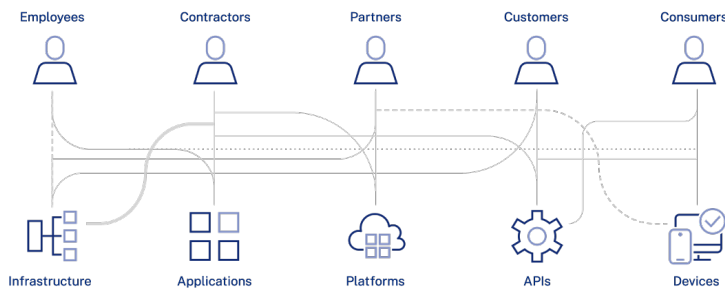 Employees
Contractors
Partners
Customers
Consumers
Infrastructure
Applications
Platforms
APIs
Devices